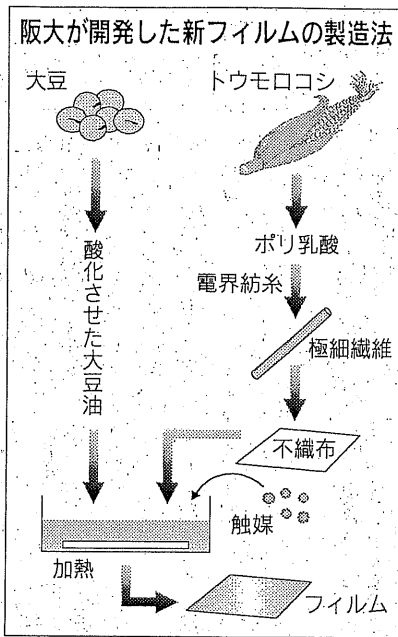 阪大が開発した新フィルムの製造法
大豆
トウモロコシ
ポリ乳酸
電界紡糸
酸化させた大豆油
極細繊維
不織布
触媒
加熱
フィルム